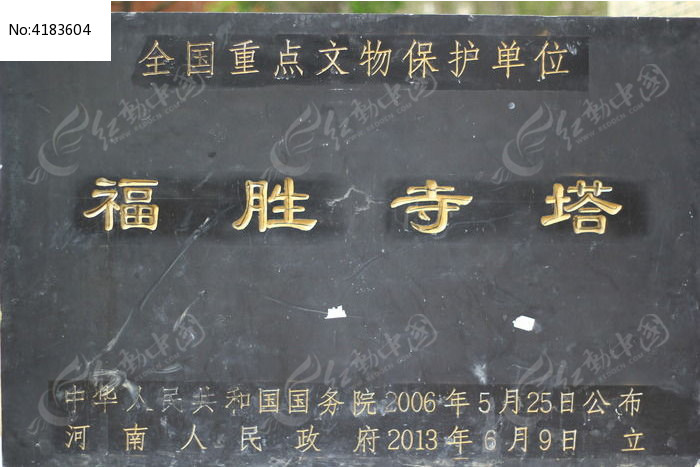 No:4183604
全国重点文物保护单位
福胜寺塔
中华人民共和国国务院2006年5月25日公布
河南人民政府2013年6月9日 立